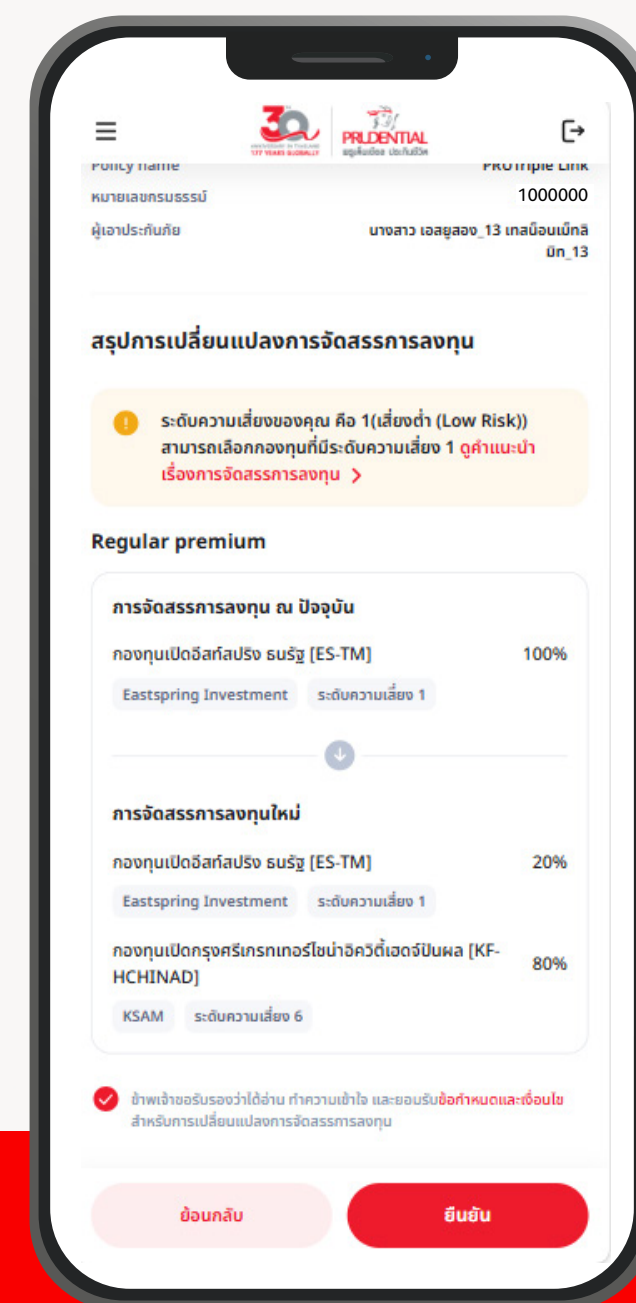 30
177 YEARS GLOBALLY
PRUDENTIAL
พรูเด็นเชียล ประกันชีวิต
Policy name PRUTriple Link
หมายเลขกรมธรรม์ 1000000
ผู้เอาประกันภัย นางสาว เอสยูสอง_13 เทสน็อนเม็ทลิ
มิท_13
สรุปการเปลี่ยนแปลงการจัดสรรการลงทุน
ระดับความเสี่ยงของคุณ คือ 1(เสี่ยงต่ำ (Low Risk))
สามารถเลือกกองทุนที่มีระดับความเสี่ยง 1 ดูคำแนะนำ
เรื่องการจัดสรรการลงทุน >
Regular premium
การจัดสรรการลงทุน ณ ปัจจุบัน
กองทุนเปิดอีสท์สปริง ธนรัฐ [ES-TM] 100%
Eastspring Investment ระดับความเสี่ยง 1
การจัดสรรการลงทุนใหม่
กองทุนเปิดอีสท์สปริง ธนรัฐ [ES-TM] 20%
Eastspring Investment ระดับความเสี่ยง 1
กองทุนเปิดกรุงศรีเกรทเทอร์ไชน่าอิควิตี้เฮดจ์ปันผล [KF-
HCHINAD] 80%
KSAM ระดับความเสี่ยง 6
ข้าพเจ้าขอรับรองว่าได้อ่าน ทำความเข้าใจ และยอมรับข้อกำหนดและเงื่อนไข
สำหรับการเปลี่ยนแปลงการจัดสรรการลงทุน
ย้อนกลับ ยืนยัน